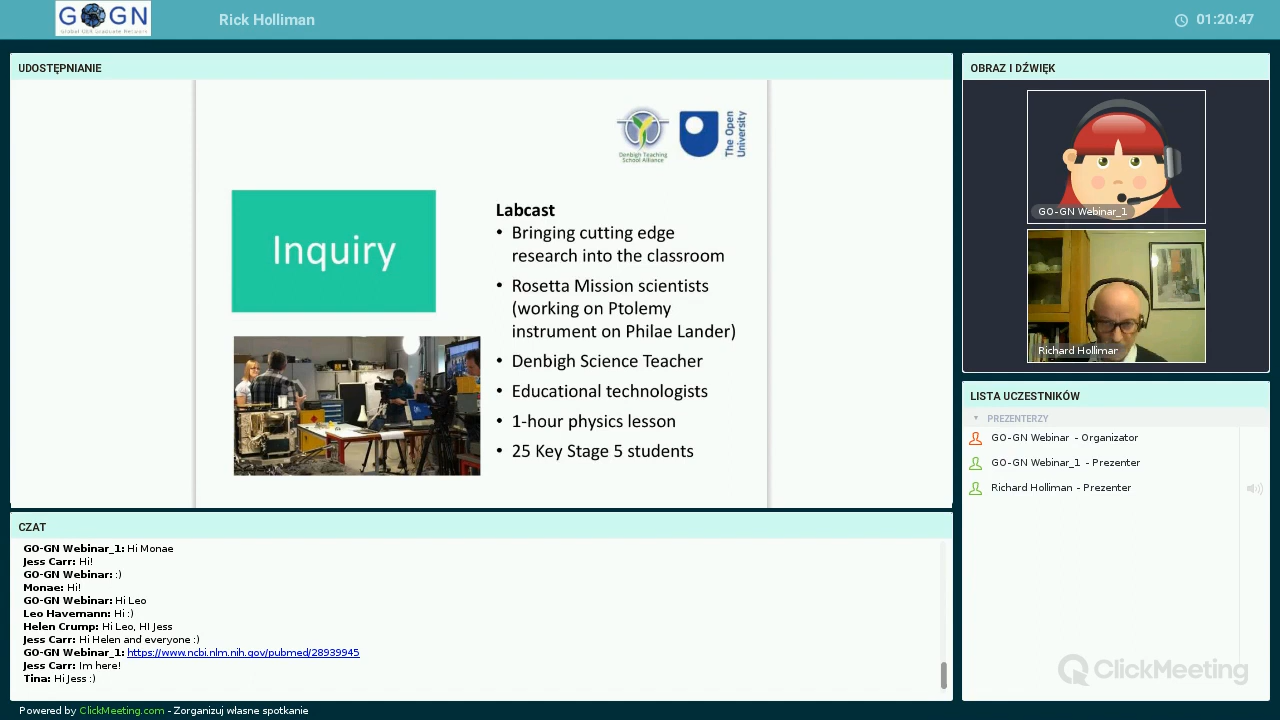 GO-GN
Global OER Graduate Network
Rick Holliman
01:20:47
UDOSTĘPNIANIE
Denbigh Teaching
School Alliance
The Open
University
Inquiry
Labcast
• Bringing cutting edge
research into the classroom
• Rosetta Mission scientists
(working on Ptolemy
instrument on Philae Lander)
• Denbigh Science Teacher
• Educational technologists
• 1-hour physics lesson
• 25 Key Stage 5 students
OBRAZ I DŹWIĘK
GO-GN Webinar_1
Richard Holliman
LISTA UCZESTNIKÓW
PREZENTERZY
GO-GN Webinar - Organizator
GO-GN Webinar_1 - Prezenter
Richard Holliman - Prezenter
CZAT
GO-GN Webinar_1: Hi Monae
Jess Carr: Hi!
GO-GN Webinar: :)
Monae: Hi!
GO-GN Webinar: Hi Leo
Leo Havemann: Hi :)
Helen Crump: Hi Leo, HI Jess
Jess Carr: Hi Helen and everyone :)
GO-GN Webinar_1: https://www.ncbi.nlm.nih.gov/pubmed/28939945
Jess Carr: Im here!
Tina: Hi Jess :)
ClickMeeting
Powered by ClickMeeting.com - Zorganizuj własne spotkanie